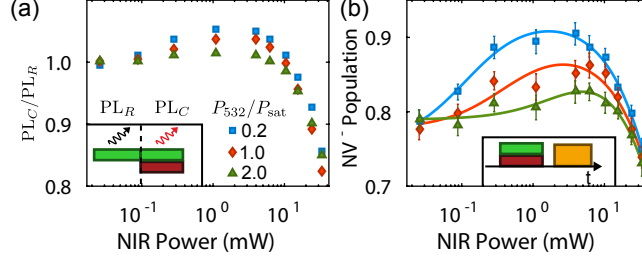 (a)
PL_C/PL_R
1.0
0.9
0.8
PL_R PL_C
P_532/P_sat
0.2
1.0
2.0
10^-1 10^0 10^1
NIR Power (mW)
(b)
NV^- Population
0.9
0.8
0.7
t
10^-1 10^0 10^1
NIR Power (mW)